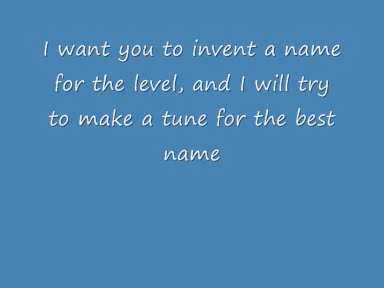 I want you to invent a name
for the level, and I will try
to make a tune for the best
name